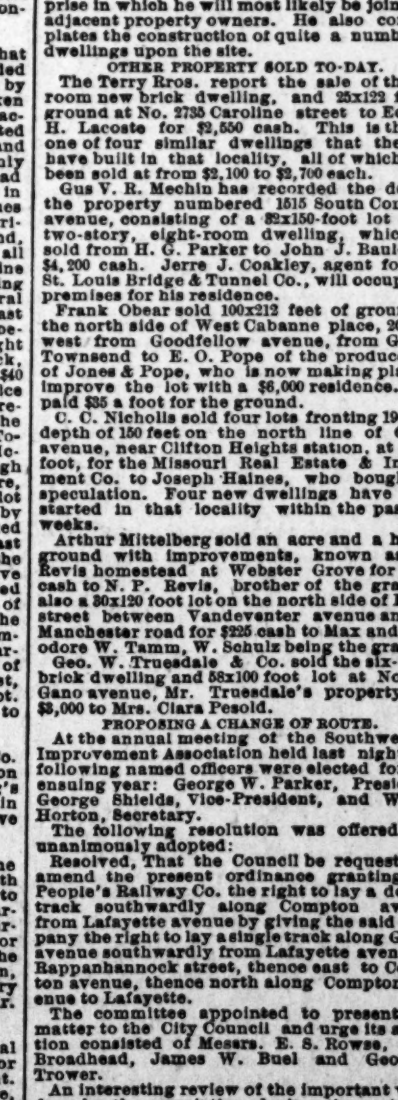 prise in which he will most likely be join
adjacent property owners. He also co
plates the construction of quite a numb
dwellings upon the site.
OTHER PROPERTY SOLD TO-DAY.
The Terry Bros. report the sale of th
room new brick dwelling, and 25x122 f
ground at No. 2735 Caroline street to Ed
H. Lacoste for $2,550 cash. This is th
one of four similar dwellings that the
have built in that locality, all of which
been sold at from $2,100 to $2,700 each.
Gus V. R. Mechin has recorded the de
the property numbered 1515 South Com
avenue, consisting of a 32x150-foot lot
two-story, eight-room dwelling, whic
sold from H. G. Parker to John J. Baul
$4,200 cash. Jerre J. Coakley, agent fo
St. Louis Bridge & Tunnel Co., will occup
premises for his residence.
Frank Obear sold 100x212 feet of grou
the north side of West Cabanne place, 20
west from Goodfellow avenue, from G
Townsend to E. O. Pope of the produc
of Jones & Pope, who is now making pla
improve the lot with a $6,000 residence.
paid $35 a foot for the ground.
C. C. Nicholls sold four lots fronting 19
depth of 150 feet on the north line of
avenue, near Clifton Heights station, at
foot, for the Missouri Real Estate & In
ment Co. to Joseph Haines, who boug
speculation. Four new dwellings have
started in that locality within the pas
weeks.
Arthur Mittelberg sold an acre and a h
ground with improvements, known as
Revis homestead at Webster Grove for
cash to N. P. Revis, brother of the gra
also a 30x120 foot lot on the north side of
street between Vandeventer avenue an
Manchester road for $225 cash to Max and
odore W. Tamm, W. Schulz being the gra
Geo. W. Truesdale & Co. sold the six-
brick dwelling and 58x100 foot lot at No
Gano avenue, Mr. Truesdale's property
$3,000 to Mrs. Clara Pesold.
PROPOSING A CHANGE OF ROUTE.
At the annual meeting of the Southwe
Improvement Association held last nigh
following named officers were elected fo
ensuing year: George W. Parker, Presi
George Shields, Vice-President, and W
Horton, Secretary.
The following resolution was offered
unanimously adopted:
Resolved, That the Council be request
amend the present ordinance granting
People's Railway Co. the right to lay a do
track southwardly along Compton av
from Lafayette avenue by giving the said
pany the right to lay a single track along G
avenue southwardly from Lafayette aven
Rappahannock street, thence east to Co
ton avenue, thence north along Compton
enue to Lafayette.
The committee appointed to present
matter to the City Council and urge its a
tion consisted of Messrs. E. S. Rowse,
Broadhead, James W. Buel and Geo
Trower.
An interesting review of the important